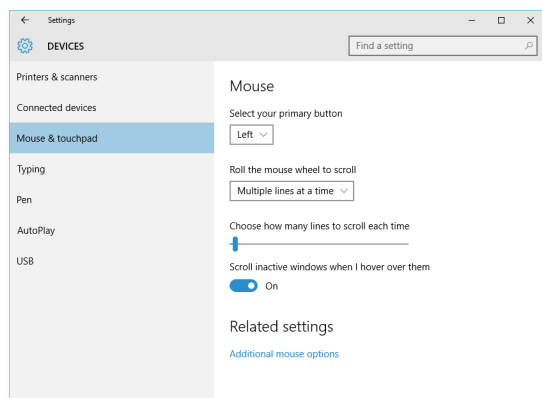 Settings
DEVICES
Find a setting
Printers & scanners
Connected devices
Mouse & touchpad
Typing
Pen
AutoPlay
USB
Mouse
Select your primary button
Left
Roll the mouse wheel to scroll
Multiple lines at a time
Choose how many lines to scroll each time
Scroll inactive windows when I hover over them
On
Related settings
Additional mouse options